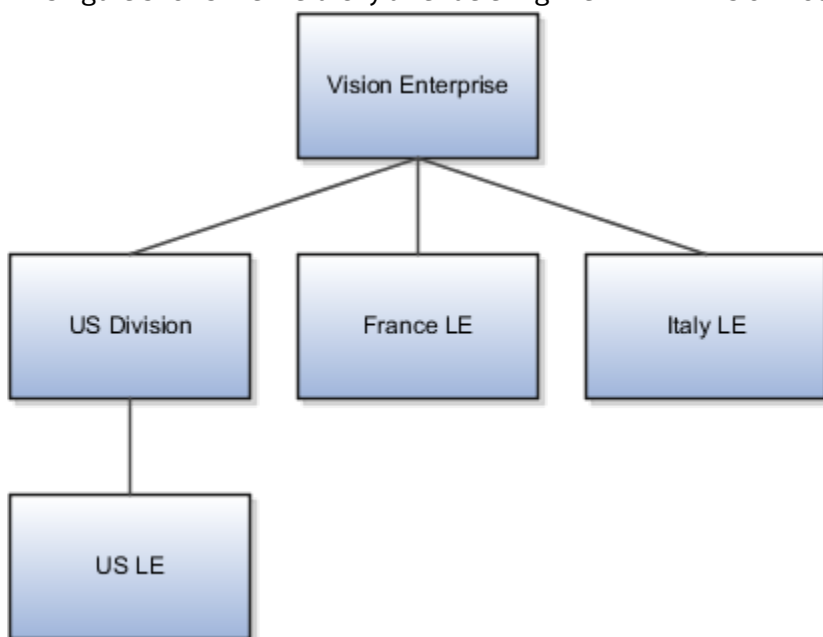 Vision Enterprise
US Division
France LE
Italy LE
US LE